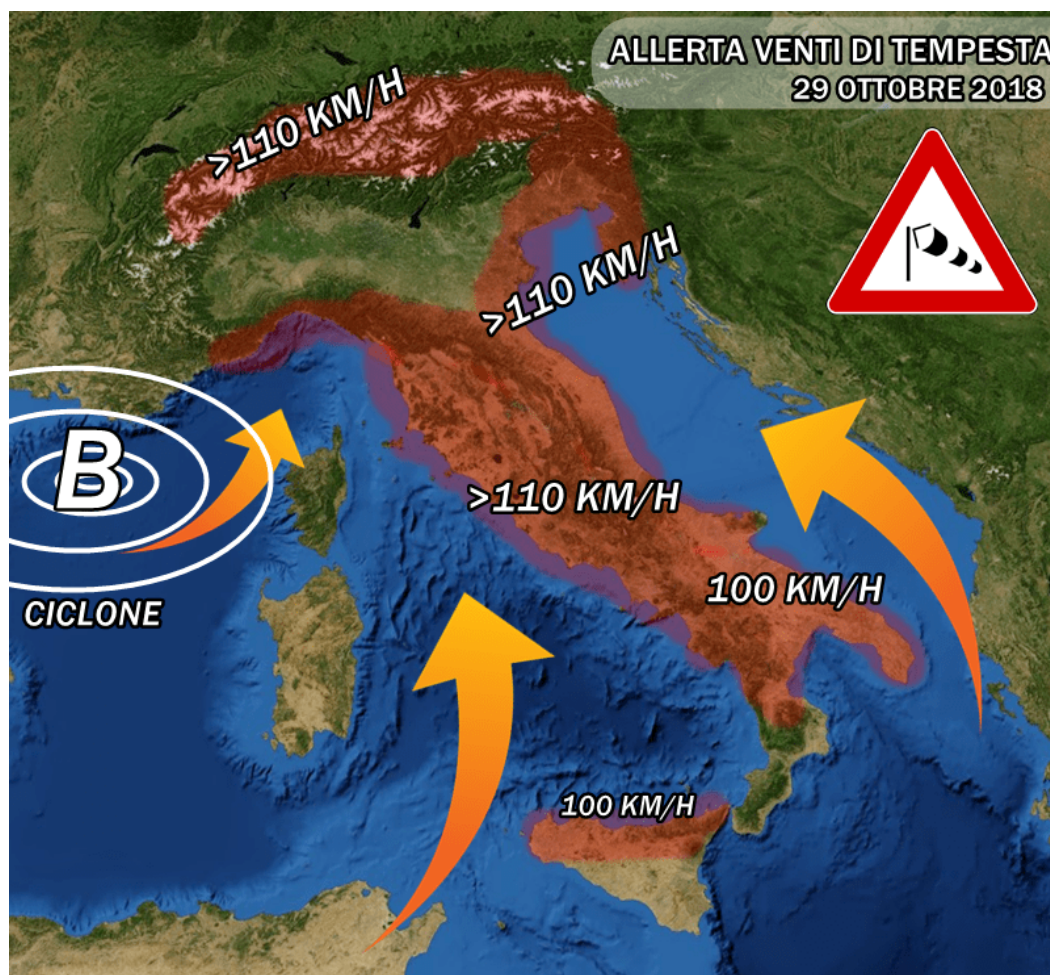 ALLERTA VENTI DI TEMPESTA
29 OTTOBRE 2018
>110 KM/H
>110 KM/H
B
>110 KM/H
100 KM/H
CICLONE
100 KM/H